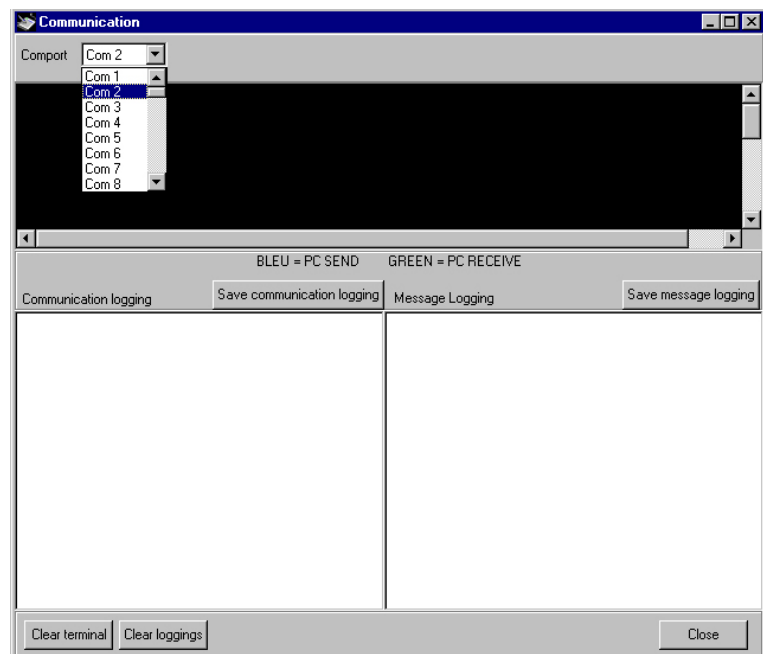 Communication
Comport Com 2
Com 1
Com 2
Com 3
Com 4
Com 5
Com 6
Com 7
Com 8
BLEU = PC SEND GREEN = PC RECEIVE
Communication logging Save communication logging Message Logging Save message logging
Clear terminal Clear loggings Close